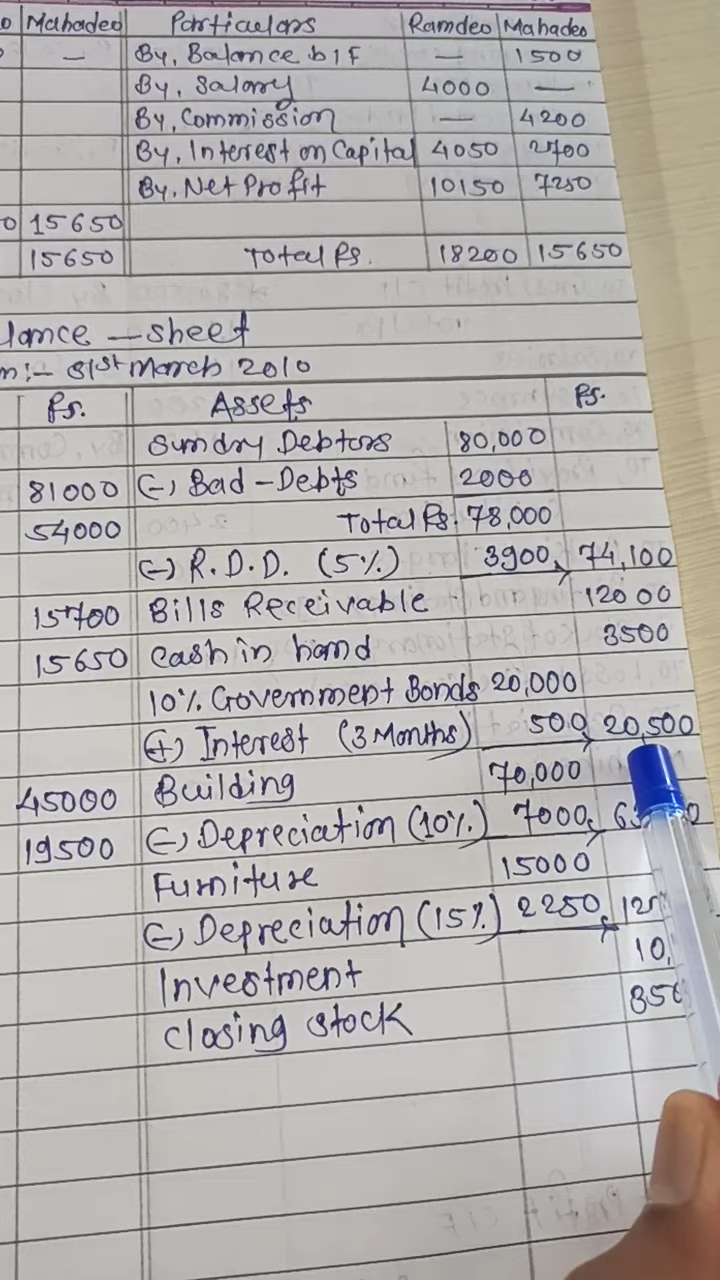 o Mahadeo Particulars Ramdeo Mahadeo
— By, Balance b/F — 1500
By, Salary 4000 —
By, Commission — 4200
By, Interest on Capital 4050 2700
By, Net Profit 10150 7250
0 15650
15650 Total Rs. 18200 15650
lance - sheet
n:- 31st March 2010
Rs. Assets Rs.
Sundry Debtors 80,000
81000 (-) Bad-Debts 2000
54000 Total Rs. 78,000
(-) R.D.D. (5%) 3900 74,100
15700 Bills Receivable 12000
15650 Cash in hand 3500
10% Government Bonds 20,000
(+) Interest (3 Months) 500 20,500
45000 Building 70,000
19500 (-) Depreciation (10%) 7000
Furniture 15000
(-) Depreciation (15%) 2250
Investment 10,
Closing Stock